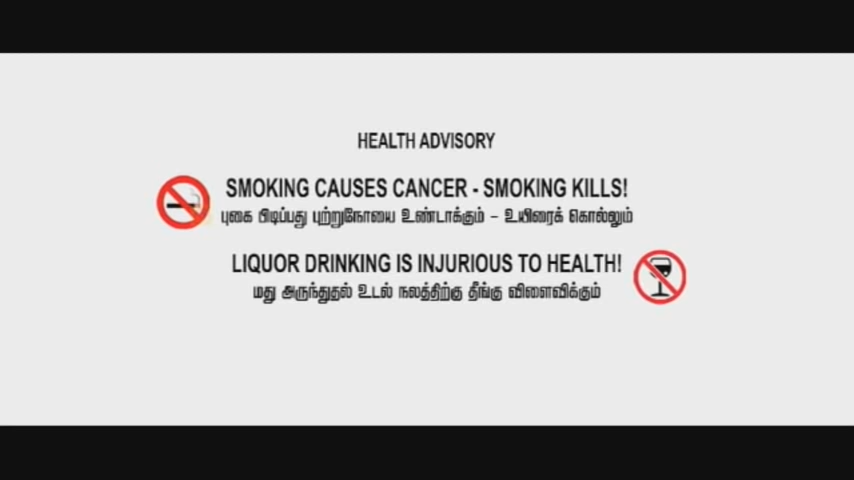 HEALTH ADVISORY
SMOKING CAUSES CANCER - SMOKING KILLS!
புகை பிடிப்பது புற்றுநோயை உண்டாக்கும் - உயிரைக் கொல்லும்
LIQUOR DRINKING IS INJURIOUS TO HEALTH!
மது அருந்துதல் உடல் நலத்திற்கு தீங்கு விளைவிக்கும்